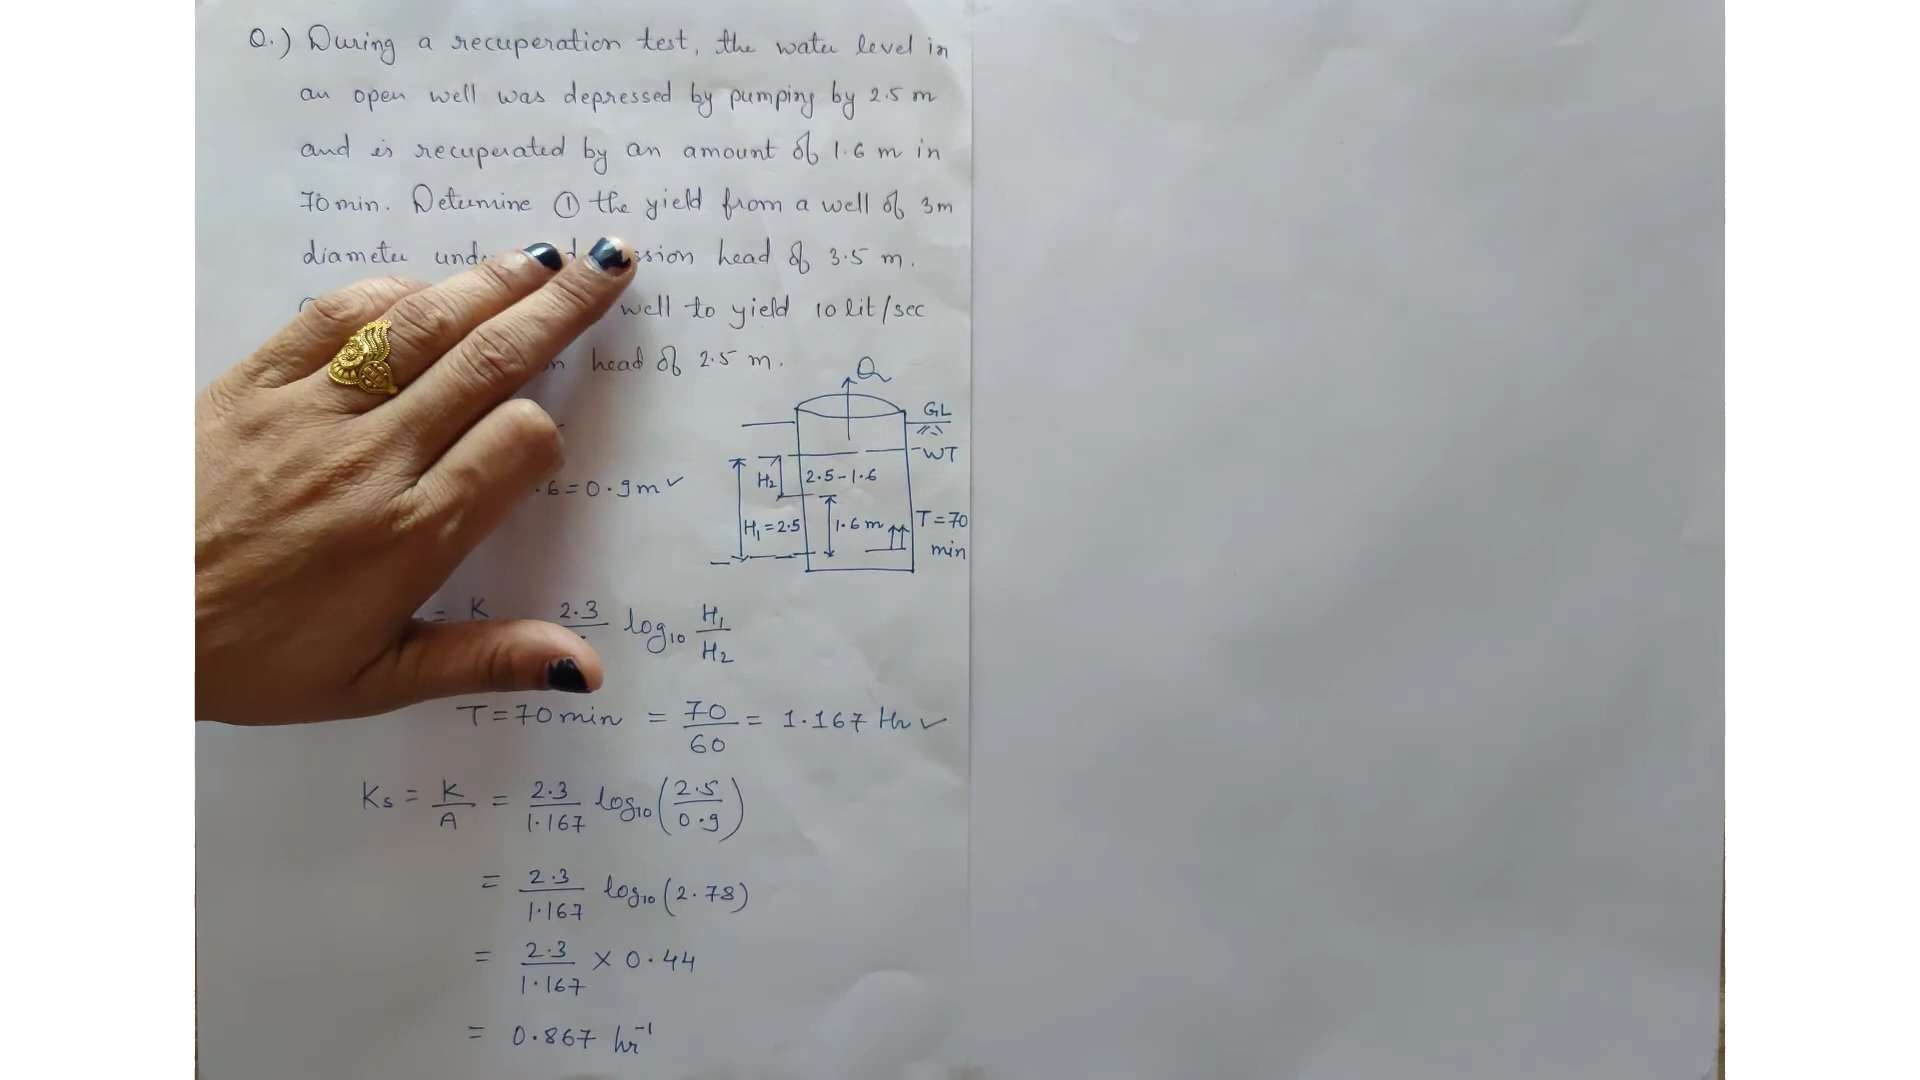 Q.) During a recuperation test, the water level in
an open well was depressed by pumping by 2.5 m
and is recuperated by an amount of 1.6 m in
70 min. Determine ① the yield from a well of 3m
diameter head of 3.5 m.
well to yield 10 lit/sec
head of 2.5 m.
Q
GL
WT
H₂ 2.5-1.6
.6 = 0.9m ✓
H₁ = 2.5 1.6 m T = 70
min
= K 2.3 log₁₀ H₁
H₂
T = 70 min = 70/60 = 1.167 Hr ✓
Ks = K/A = 2.3/1.167 log₁₀ (2.5/0.9)
= 2.3/1.167 log₁₀ (2.78)
= 2.3/1.167 × 0.44
= 0.867 hr⁻¹